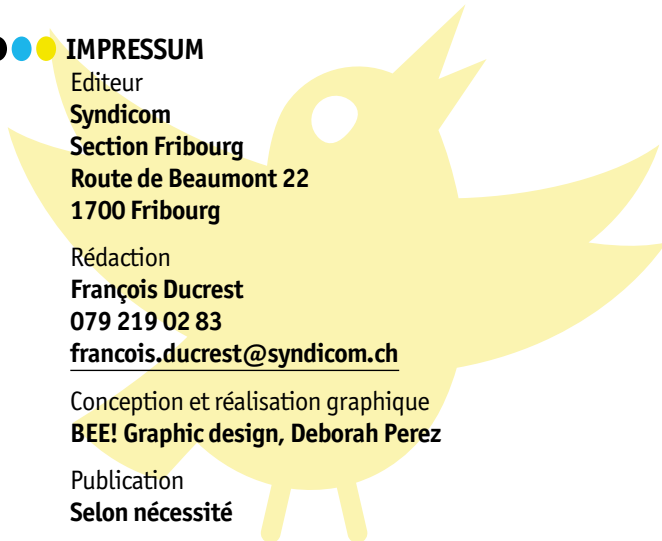 IMPRESSUM
Editeur
Syndicom
Section Fribourg
Route de Beaumont 22
1700 Fribourg
Rédaction
François Ducrest
079 219 02 83
francois.ducrest@syndicom.ch
Conception et réalisation graphique
BEE! Graphic design, Deborah Perez
Publication
Selon nécessité